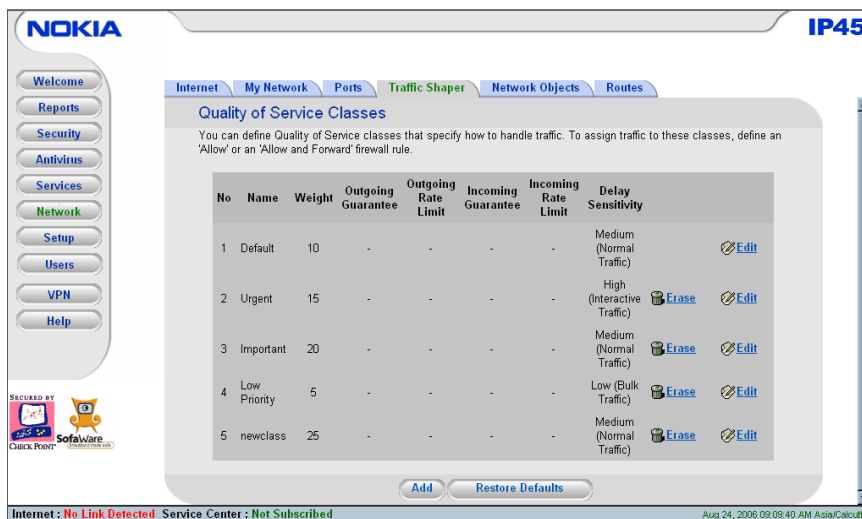 NOKIA
IP45
Welcome
Reports
Security
Antivirus
Services
Network
Setup
Users
VPN
Help
Internet My Network Ports Traffic Shaper Network Objects Routes
Quality of Service Classes
You can define Quality of Service classes that specify how to handle traffic. To assign traffic to these classes, define an
'Allow' or an 'Allow and Forward' firewall rule.
No Name Weight Outgoing Guarantee Outgoing Rate Limit Incoming Guarantee Incoming Rate Limit Delay Sensitivity
1 Default 10 - - - - Medium (Normal Traffic) Edit
2 Urgent 15 - - - - High (Interactive Traffic) Erase Edit
3 Important 20 - - - - Medium (Normal Traffic) Erase Edit
4 Low Priority 5 - - - - Low (Bulk Traffic) Erase Edit
5 newclass 25 - - - - Medium (Normal Traffic) Erase Edit
Add Restore Defaults
SECURED BY
CHECK POINT
SofaWare
Internet : No Link Detected Service Center : Not Subscribed
Aug 24, 2006 09:09:40 AM Asia/Calcutt